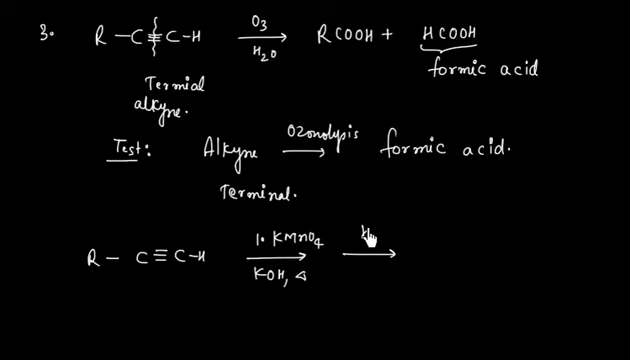 3. R—C≡C—H O3 H2O RCOOH + HCOOH
formic acid
Termial
alkyne.
Test: Alkyne Ozonolysis formic acid.
Terminal.
R — C≡C-H 1. KMnO4 KOH, Δ